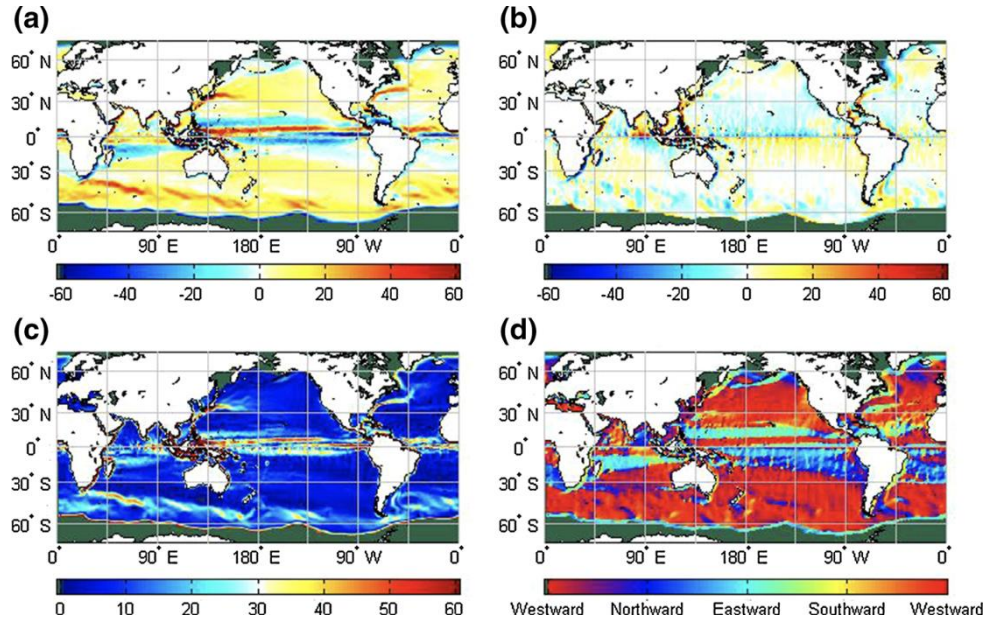 (a)
60° N
30° N
0°
30° S
60° S
0° 90° E 180° E 90° W 0°
-60 -40 -20 0 20 40 60
(b)
60° N
30° N
0°
30° S
60° S
0° 90° E 180° E 90° W 0°
-60 -40 -20 0 20 40 60
(c)
60° N
30° N
0°
30° S
60° S
0° 90° E 180° E 90° W 0°
0 10 20 30 40 50 60
(d)
60° N
30° N
0°
30° S
60° S
0° 90° E 180° E 90° W 0°
Westward Northward Eastward Southward Westward